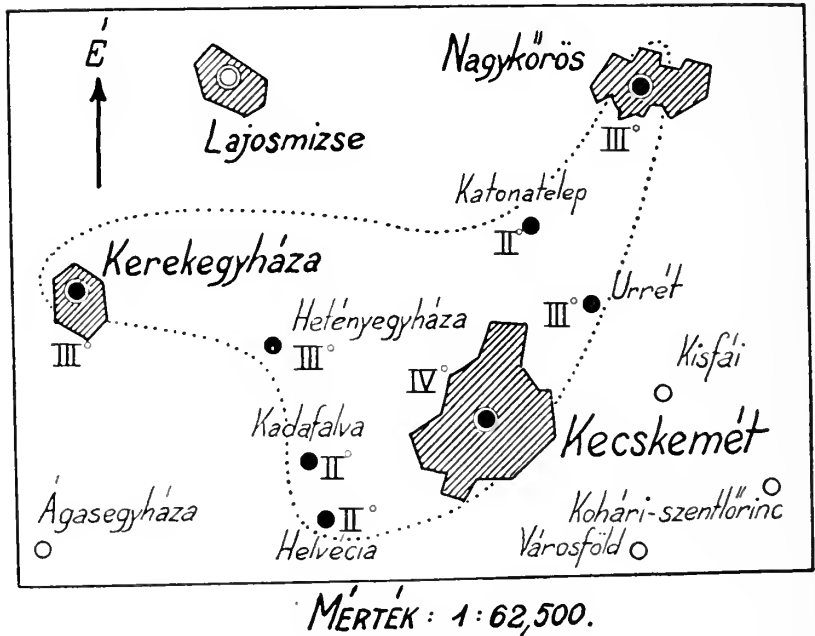 É
Nagykőrös
III°
Lajosmizse
Katonatelep
II°
Kerekegyháza
III°
Urrét
III°
Hetényegyháza
III°
Kisfái
IV°
Kecskemét
Kadafalva
II°
Ágasegyháza
Helvécia
II°
Kohári-szentlőrinc
Városföld
MÉRTÉK: 1:62,500.